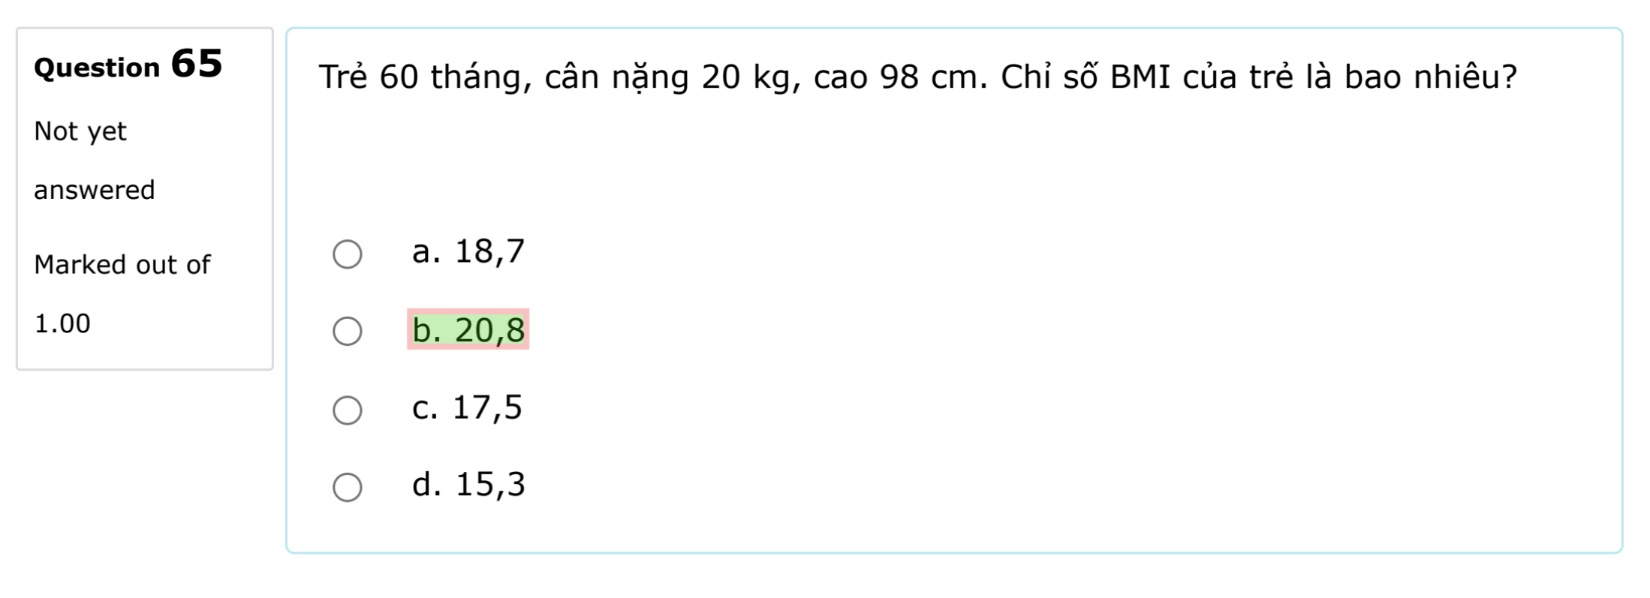 Question 65
Not yet
answered
Marked out of
1.00
Trẻ 60 tháng, cân nặng 20 kg, cao 98 cm. Chỉ số BMI của trẻ là bao nhiêu?
a. 18,7
b. 20,8
c. 17,5
d. 15,3